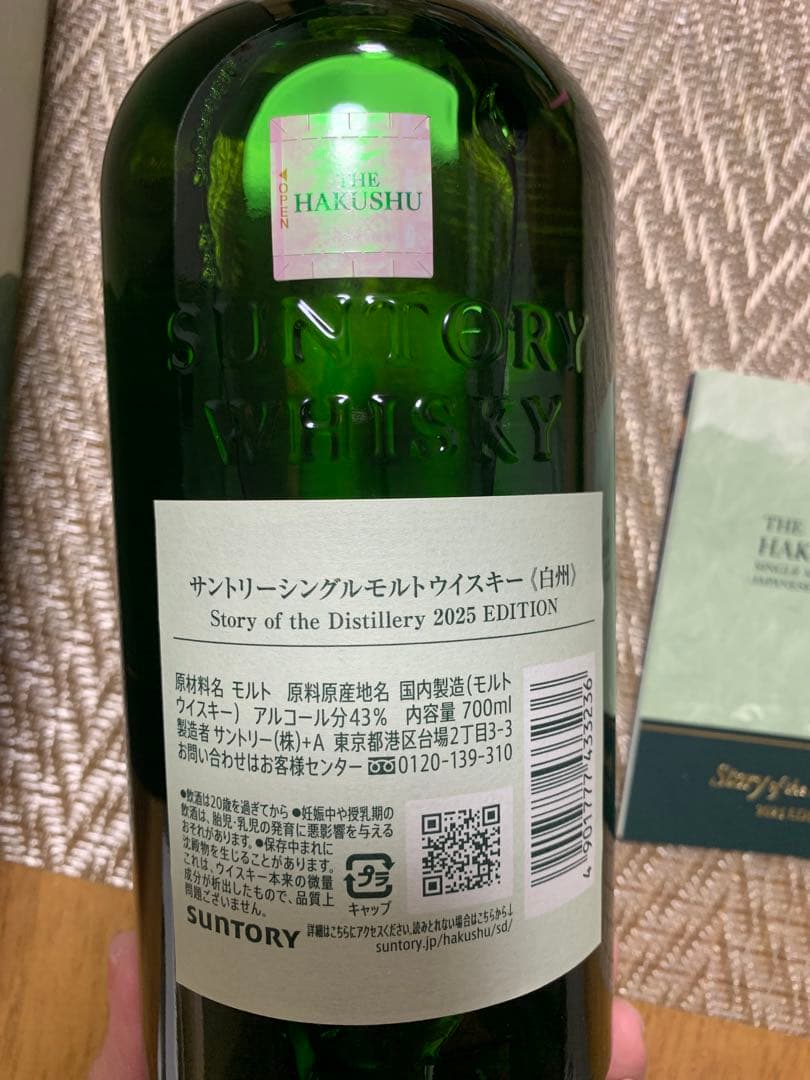 OPEN
THE
HAKUSHU
SUNTORY
WHISKY
サントリーシングルモルトウイスキー《白州》
Story of the Distillery 2025 EDITION
原材料名 モルト 原料原産地名 国内製造(モルト
ウイスキー) アルコール分43% 内容量 700ml
製造者 サントリー(株)+A 東京都港区台場2丁目3-3
お問い合わせはお客様センター 0120-139-310
●飲酒は20歳を過ぎてから ●妊娠中や授乳期の
飲酒は、胎児・乳児の発育に悪影響を与える
おそれがあります。●保存中まれに
沈殿物を生じることがあります。
これは、ウイスキー本来の微量
成分が析出したもので、品質上
問題ございません。
プラ
キャップ
SUNTORY
詳細はこちらにアクセスください。読みとれない場合はこちらから↓
suntory.jp/hakushu/sd/
4 901777 433236
THE
HAKU
SINGLE
JAPANESE
Story of the